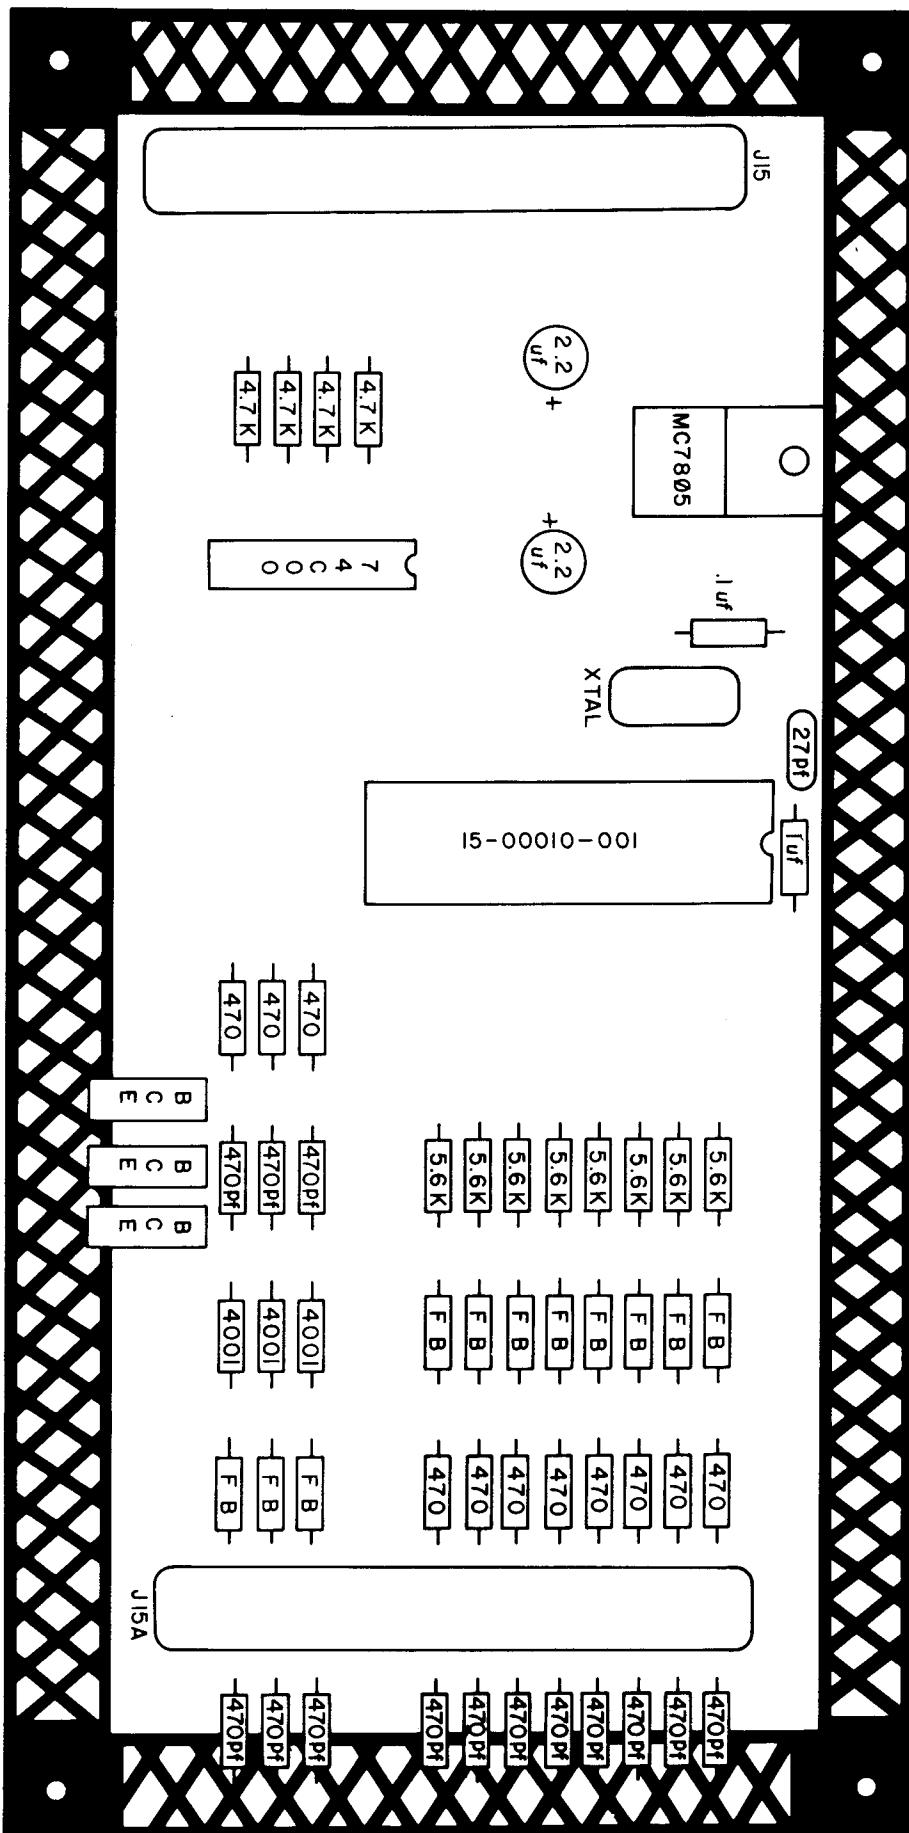 J15
2.2
uf
+
4.7K
4.7K
4.7K
4.7K
MC7805
+
2.2
uf
74C00
.1uf
XTAL
27pf
15-00010-001
1uf
470
470
470
E C B
E C B
E C B
470pf
470pf
470pf
5.6K
5.6K
5.6K
5.6K
5.6K
5.6K
5.6K
5.6K
4001
4001
4001
FB
FB
FB
FB
FB
FB
FB
FB
FB
FB
FB
470
470
470
470
470
470
470
470
J15A
470pf
470pf
470pf
470pf
470pf
470pf
470pf
470pf
470pf
470pf
470pf